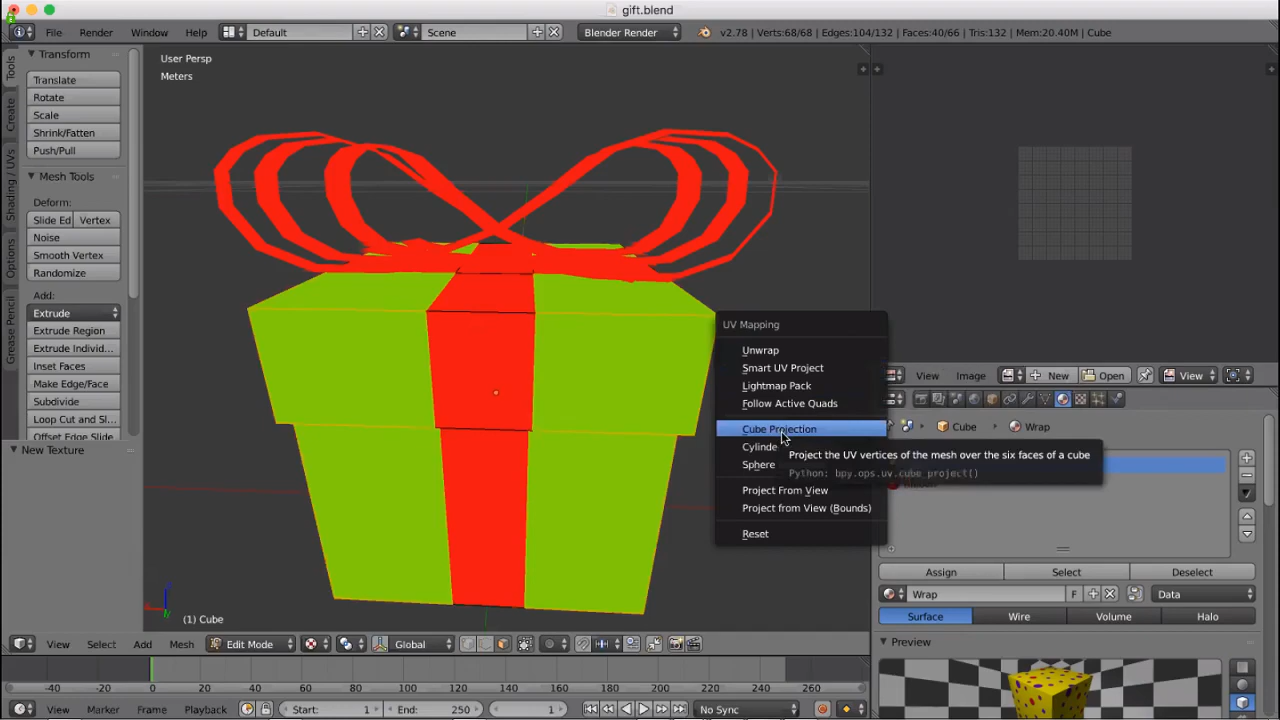 gift.blend
File Render Window Help Default Scene Blender Render v2.78 | Verts:68/68 | Edges:104/132 | Faces:40/66 | Tris:132 | Mem:20.40M | Cube
Tools
Create
Shading / UVs
Options
Grease Pencil
Transform
Translate
Rotate
Scale
Shrink/Fatten
Push/Pull
Mesh Tools
Deform:
Slide Ed Vertex
Noise
Smooth Vertex
Randomize
Add:
Extrude
Extrude Region
Extrude Individ...
Inset Faces
Make Edge/Face
Subdivide
Loop Cut and Sl...
Offset Edge Slide
New Texture
User Persp
Meters
(1) Cube
UV Mapping
Unwrap
Smart UV Project
Lightmap Pack
Follow Active Quads
Cube Projection
Cylinde
Sphere
Project From View
Project from View (Bounds)
Reset
Project the UV vertices of the mesh over the six faces of a cube
Python: bpy.ops.uv.cube_project()
View Image New Open View
Cube Wrap
Assign Select Deselect
Wrap F Data
Surface Wire Volume Halo
Preview
View Select Add Mesh Edit Mode Global
-40 -20 0 20 40 60 80 100 120 140 160 180 200 220 240 260
View Marker Frame Playback Start: 1 End: 250 1 No Sync